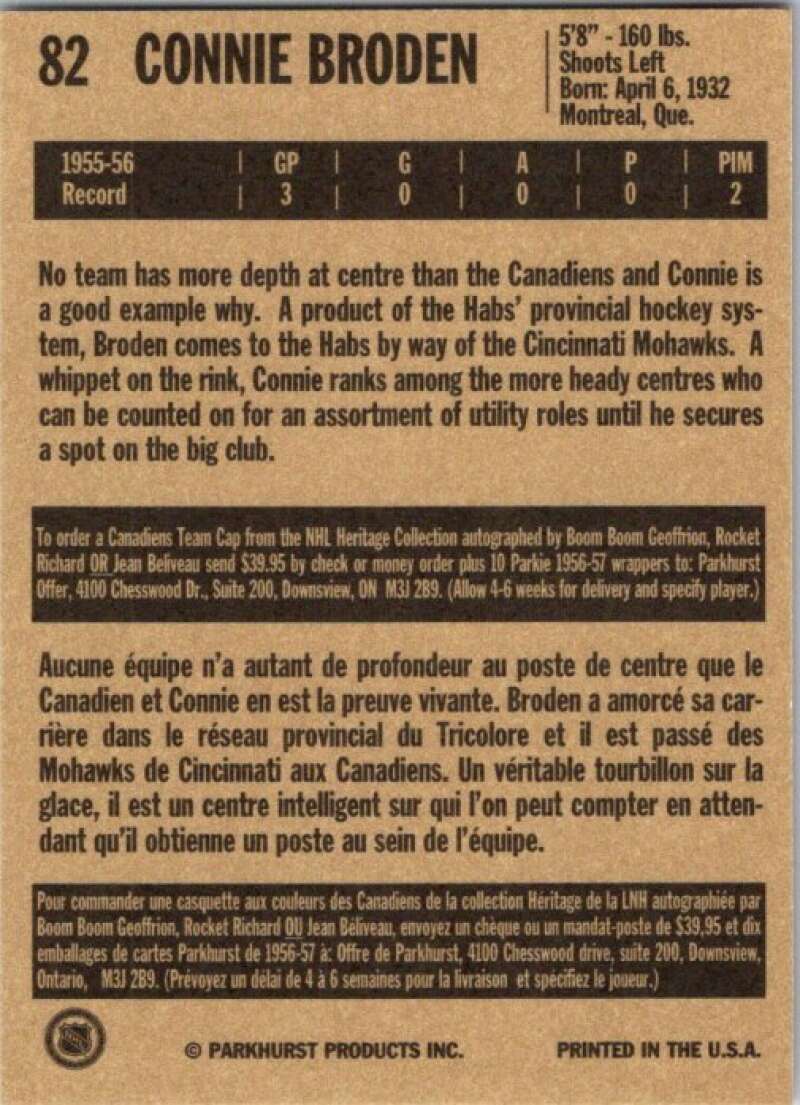 82 CONNIE BRODEN
5'8" - 160 lbs.
Shoots Left
Born: April 6, 1932
Montreal, Que.
1955-56 | GP | G | A | P | PIM
Record | 3 | 0 | 0 | 0 | 2
No team has more depth at centre than the Canadiens and Connie is
a good example why. A product of the Habs' provincial hockey sys-
tem, Broden comes to the Habs by way of the Cincinnati Mohawks. A
whippet on the rink, Connie ranks among the more heady centres who
can be counted on for an assortment of utility roles until he secures
a spot on the big club.
To order a Canadiens Team Cap from the NHL Heritage Collection autographed by Boom Boom Geoffrion, Rocket
Richard OR Jean Beliveau send $39.95 by check or money order plus 10 Parkie 1956-57 wrappers to: Parkhurst
Offer, 4100 Chesswood Dr., Suite 200, Downsview, ON M3J 2B9. (Allow 4-6 weeks for delivery and specify player.)
Aucune équipe n'a autant de profondeur au poste de centre que le
Canadien et Connie en est la preuve vivante. Broden a amorcé sa car-
rière dans le réseau provincial du Tricolore et il est passé des
Mohawks de Cincinnati aux Canadiens. Un véritable tourbillon sur la
glace, il est un centre intelligent sur qui l'on peut compter en atten-
dant qu'il obtienne un poste au sein de l'équipe.
Pour commander une casquette aux couleurs des Canadiens de la collection Héritage de la LNH autographiée par
Boom Boom Geoffrion, Rocket Richard OU Jean Béliveau, envoyez un chèque ou un mandat-poste de $39,95 et dix
emballages de cartes Parkhurst de 1956-57 à: Offre de Parkhurst, 4100 Chesswood drive, suite 200, Downsview,
Ontario, M3J 2B9. (Prévoyez un délai de 4 à 6 semaines pour la livraison et spécifiez le joueur.)
© PARKHURST PRODUCTS INC. PRINTED IN THE U.S.A.